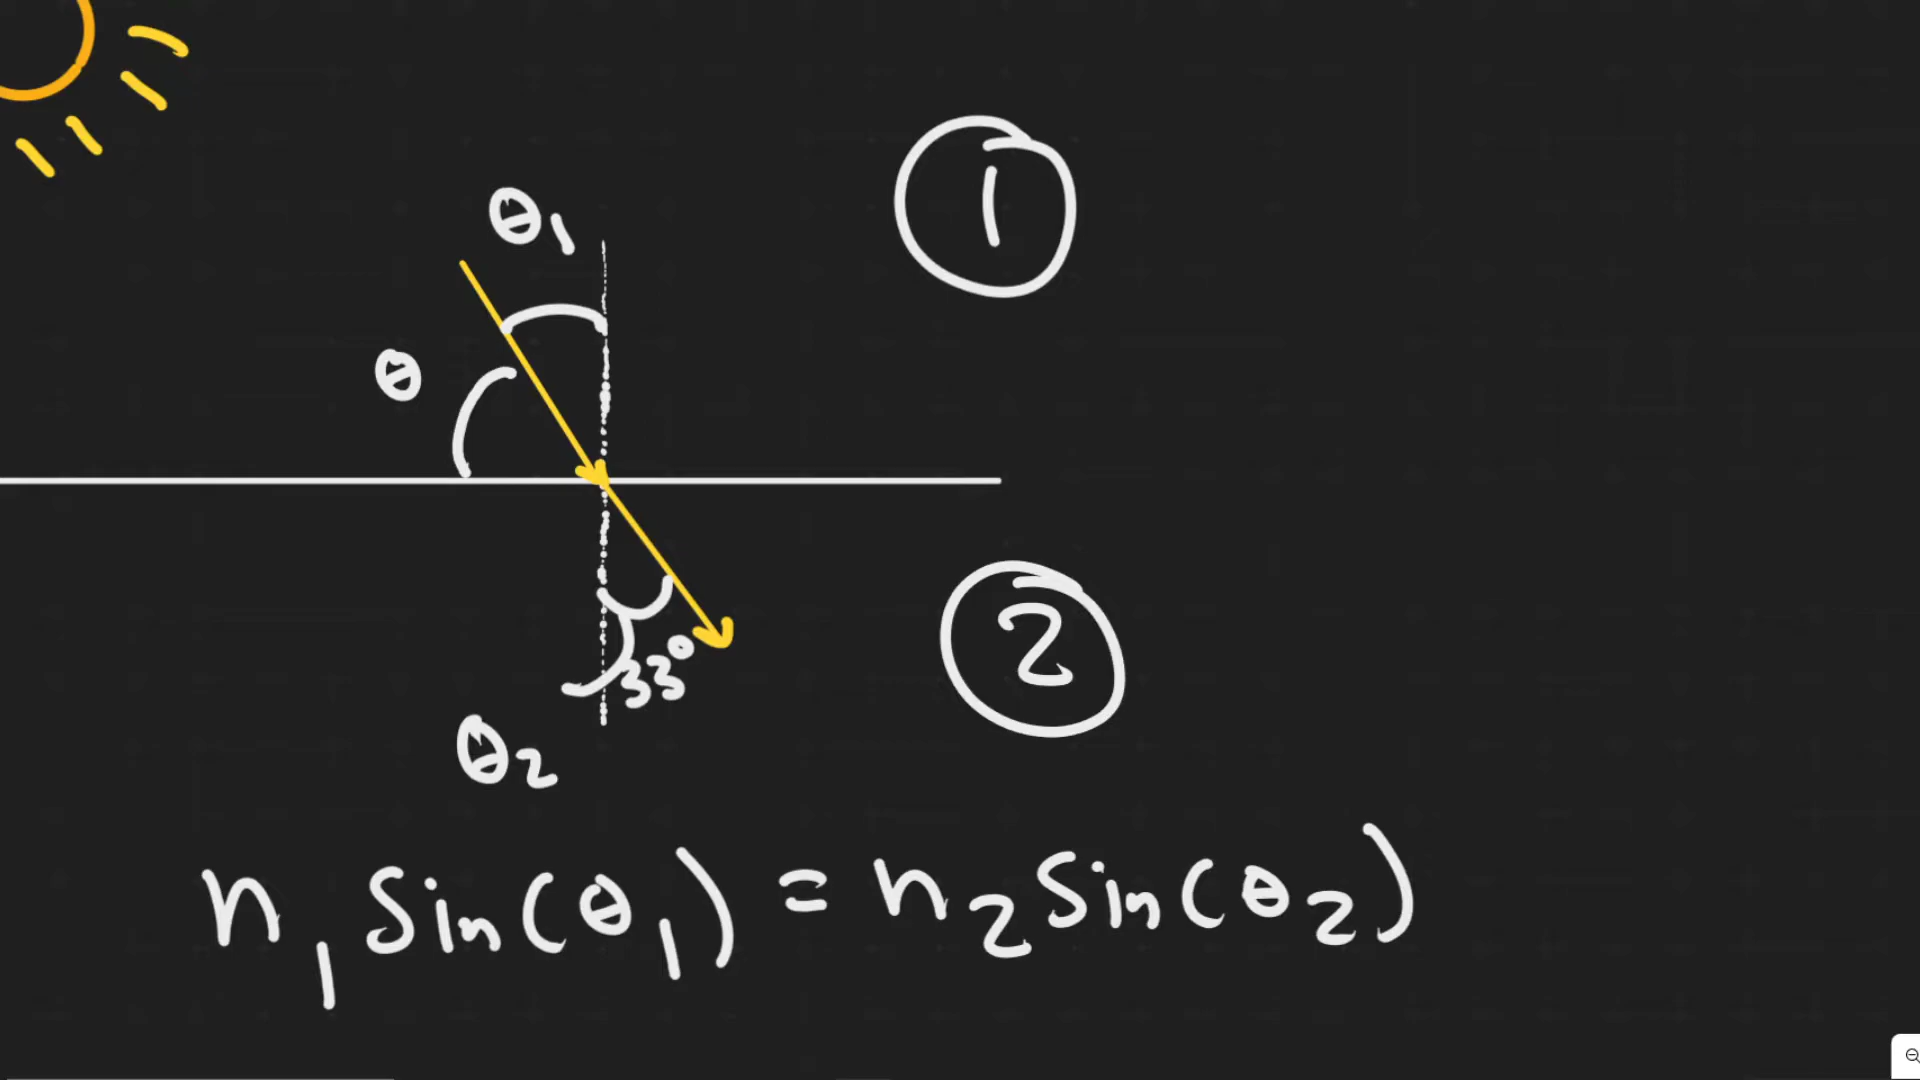 ①
θ₁
θ
②
33°
θ₂
n₁ sin(θ₁) = n₂ sin(θ₂)